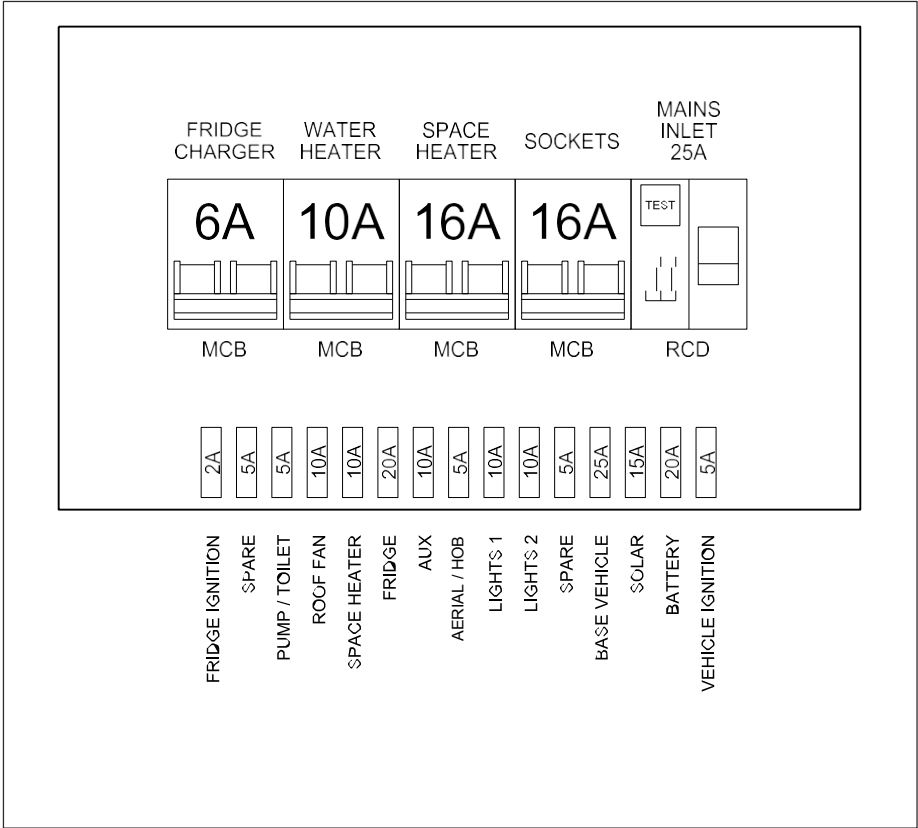 FRIDGE
CHARGER
WATER
HEATER
SPACE
HEATER
SOCKETS
MAINS
INLET
25A
6A
10A
16A
16A
TEST
MCB
MCB
MCB
MCB
RCD
2A
5A
5A
10A
10A
20A
10A
5A
10A
10A
5A
25A
15A
20A
5A
FRIDGE IGNITION
SPARE
PUMP / TOILET
ROOF FAN
SPACE HEATER
FRIDGE
AUX
AERIAL / HOB
LIGHTS 1
LIGHTS 2
SPARE
BASE VEHICLE
SOLAR
BATTERY
VEHICLE IGNITION